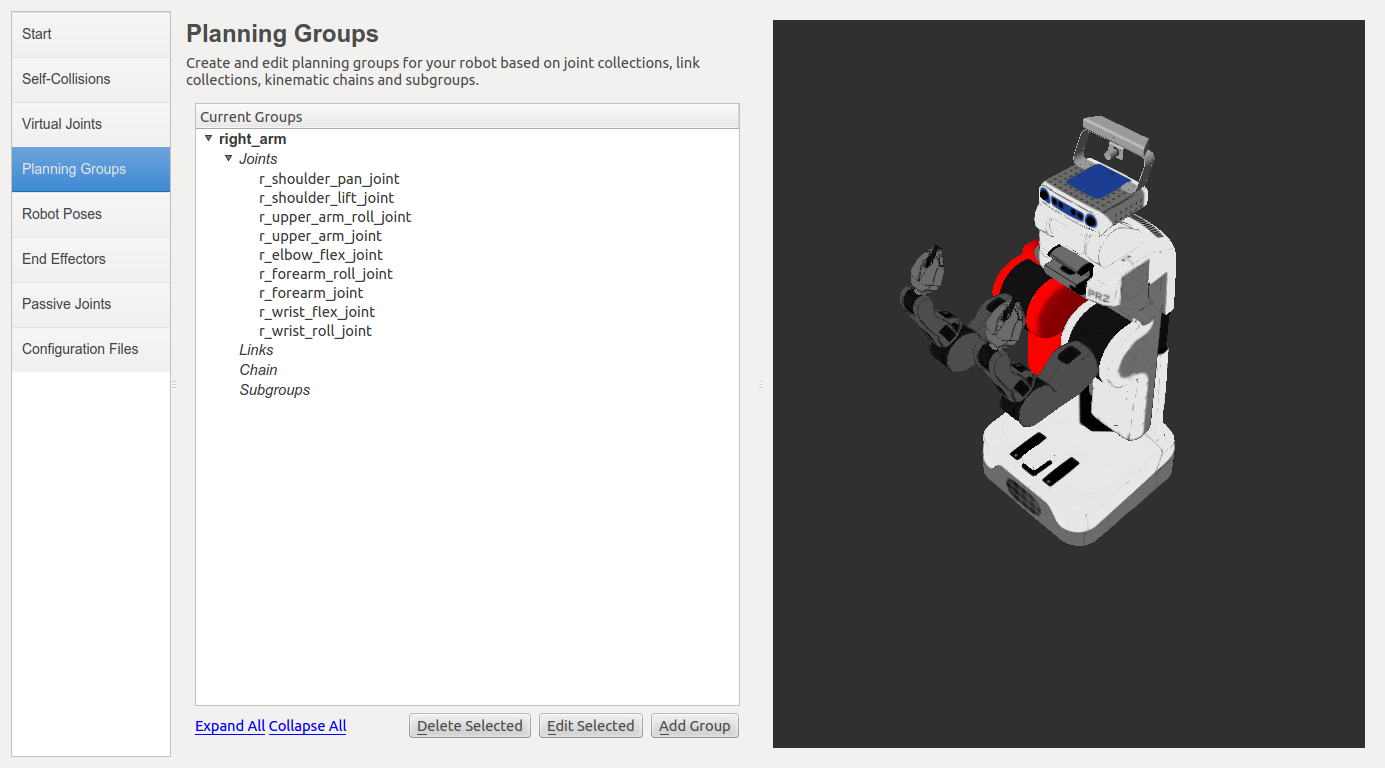 Start
Self-Collisions
Virtual Joints
Planning Groups
Robot Poses
End Effectors
Passive Joints
Configuration Files
Planning Groups
Create and edit planning groups for your robot based on joint collections, link
collections, kinematic chains and subgroups.
Current Groups
right_arm
Joints
r_shoulder_pan_joint
r_shoulder_lift_joint
r_upper_arm_roll_joint
r_upper_arm_joint
r_elbow_flex_joint
r_forearm_roll_joint
r_forearm_joint
r_wrist_flex_joint
r_wrist_roll_joint
Links
Chain
Subgroups
Expand All Collapse All
Delete Selected
Edit Selected
Add Group
PR2